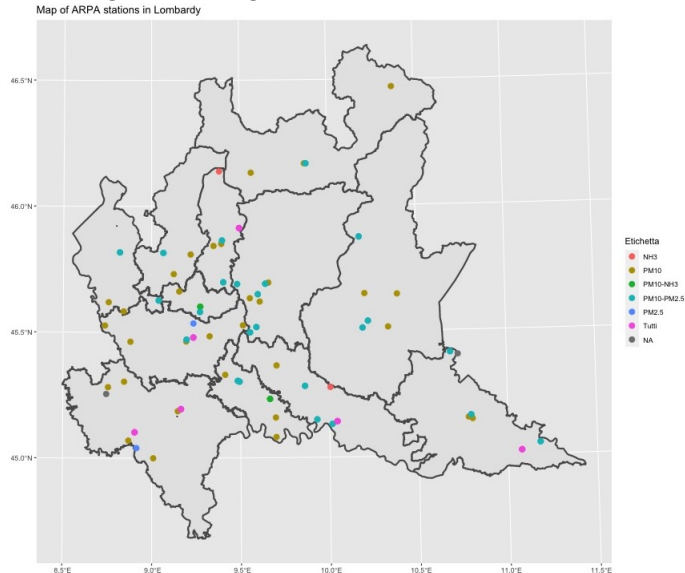 Map of ARPA stations in Lombardy
46.5°N
46.0°N
45.5°N
45.0°N
8.5°E 9.0°E 9.5°E 10.0°E 10.5°E 11.0°E 11.5°E
Etichetta
NH3
PM10
PM10-NH3
PM10-PM2.5
PM2.5
Tutti
NA